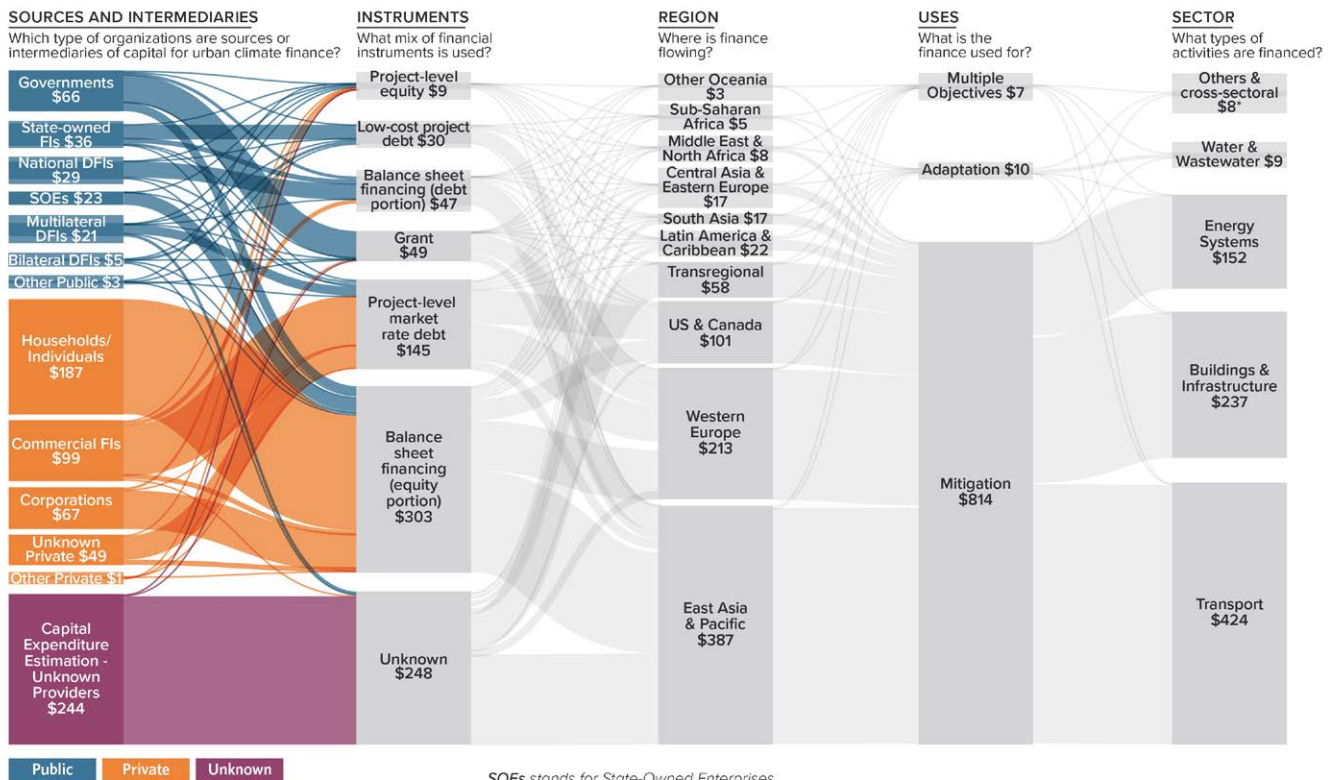 SOURCES AND INTERMEDIARIES
Which type of organizations are sources or
intermediaries of capital for urban climate finance?
Governments
$66
State-owned
FIs $36
National DFIs
$29
SOEs $23
Multilateral
DFIs $21
Bilateral DFIs $5
Other Public $3
Households/
Individuals
$187
Commercial FIs
$99
Corporations
$67
Unknown
Private $49
Other Private $1
Capital
Expenditure
Estimation -
Unknown
Providers
$244
INSTRUMENTS
What mix of financial
instruments is used?
Project-level
equity $9
Low-cost project
debt $30
Balance sheet
financing (debt
portion) $47
Grant
$49
Project-level
market
rate debt
$145
Balance
sheet
financing
(equity
portion)
$303
Unknown
$248
REGION
Where is finance
flowing?
Other Oceania
$3
Sub-Saharan
Africa $5
Middle East &
North Africa $8
Central Asia &
Eastern Europe
$17
South Asia $17
Latin America &
Caribbean $22
Transregional
$58
US & Canada
$101
Western
Europe
$213
East Asia
& Pacific
$387
USES
What is the
finance used for?
Multiple
Objectives $7
Adaptation $10
Mitigation
$814
SECTOR
What types of
activities are financed?
Others &
cross-sectoral
$8*
Water &
Wastewater $9
Energy
Systems
$152
Buildings &
Infrastructure
$237
Transport
$424
Public
Private
Unknown
SOEs stands for State-Owned Enterprises